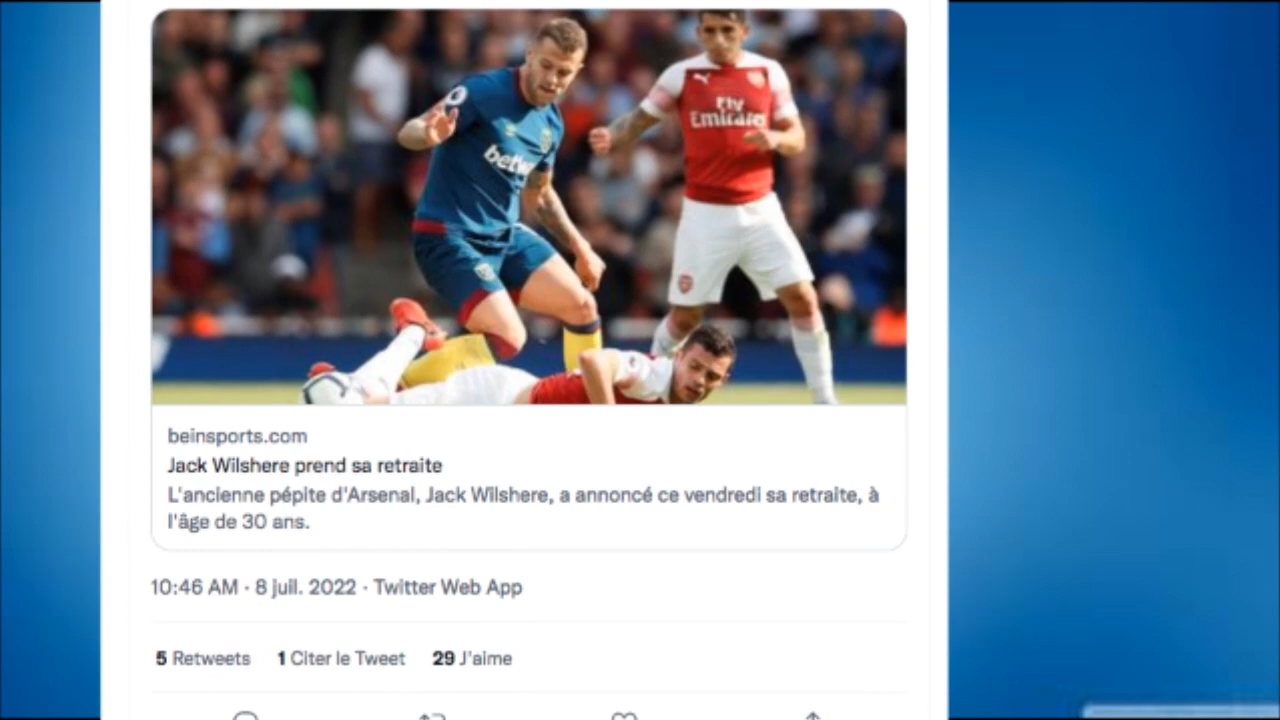 betw
Fly
Emirates
beinsports.com
Jack Wilshere prend sa retraite
L'ancienne pépite d'Arsenal, Jack Wilshere, a annoncé ce vendredi sa retraite, à
l'âge de 30 ans.
10:46 AM · 8 juil. 2022 · Twitter Web App
5 Retweets 1 Citer le Tweet 29 J'aime